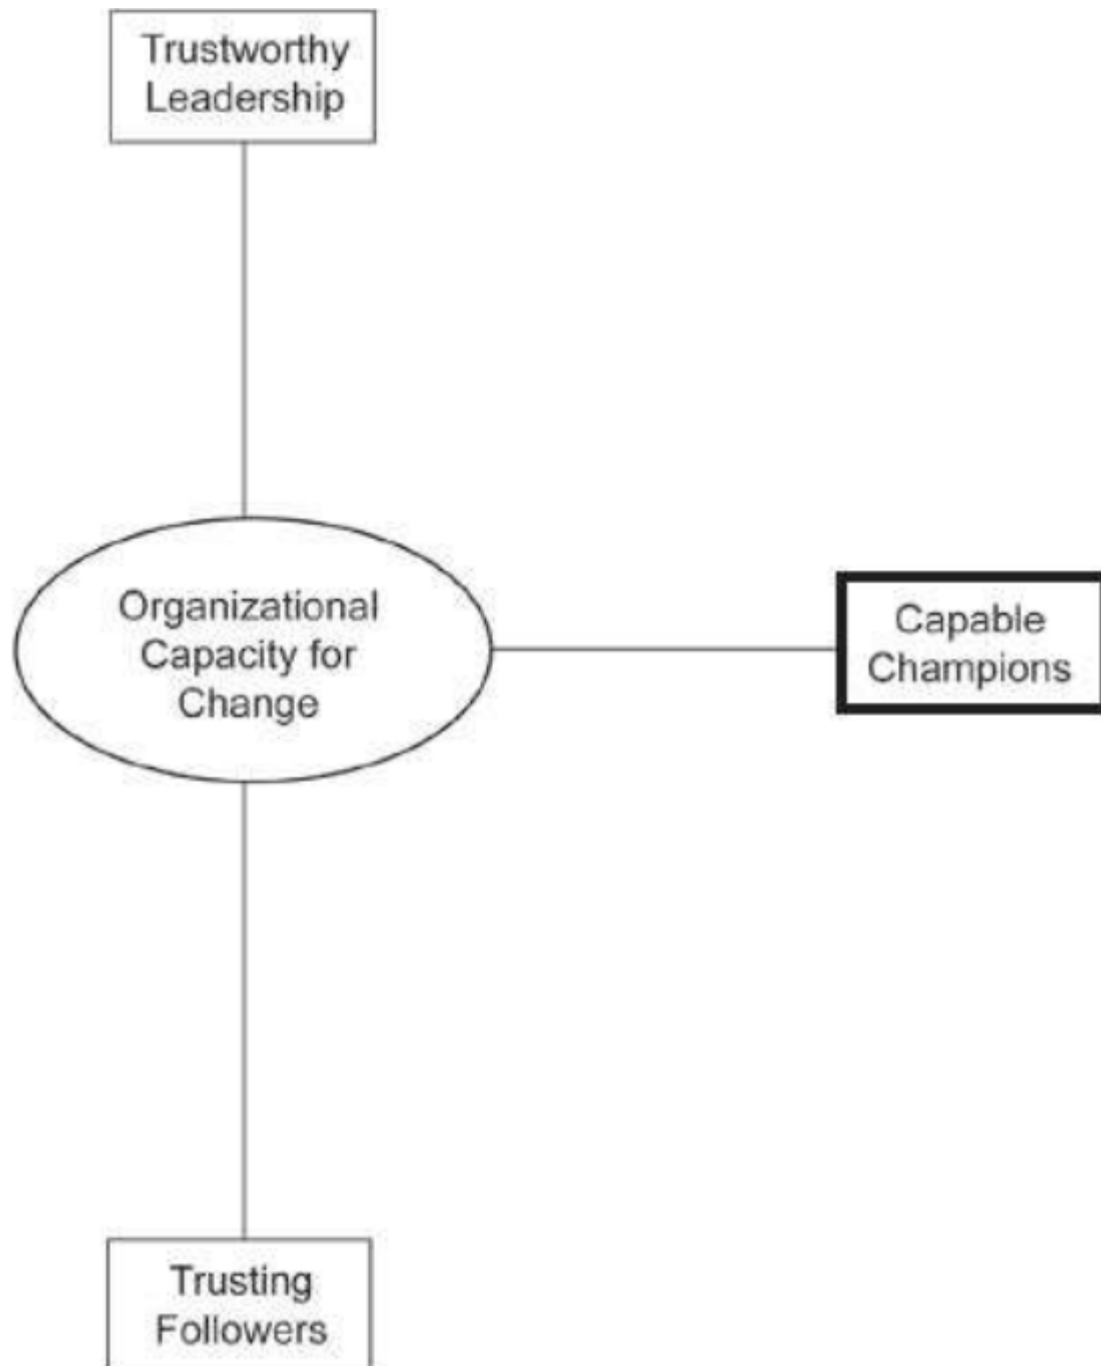 Trustworthy
Leadership
Organizational
Capacity for
Change
Capable
Champions
Trusting
Followers